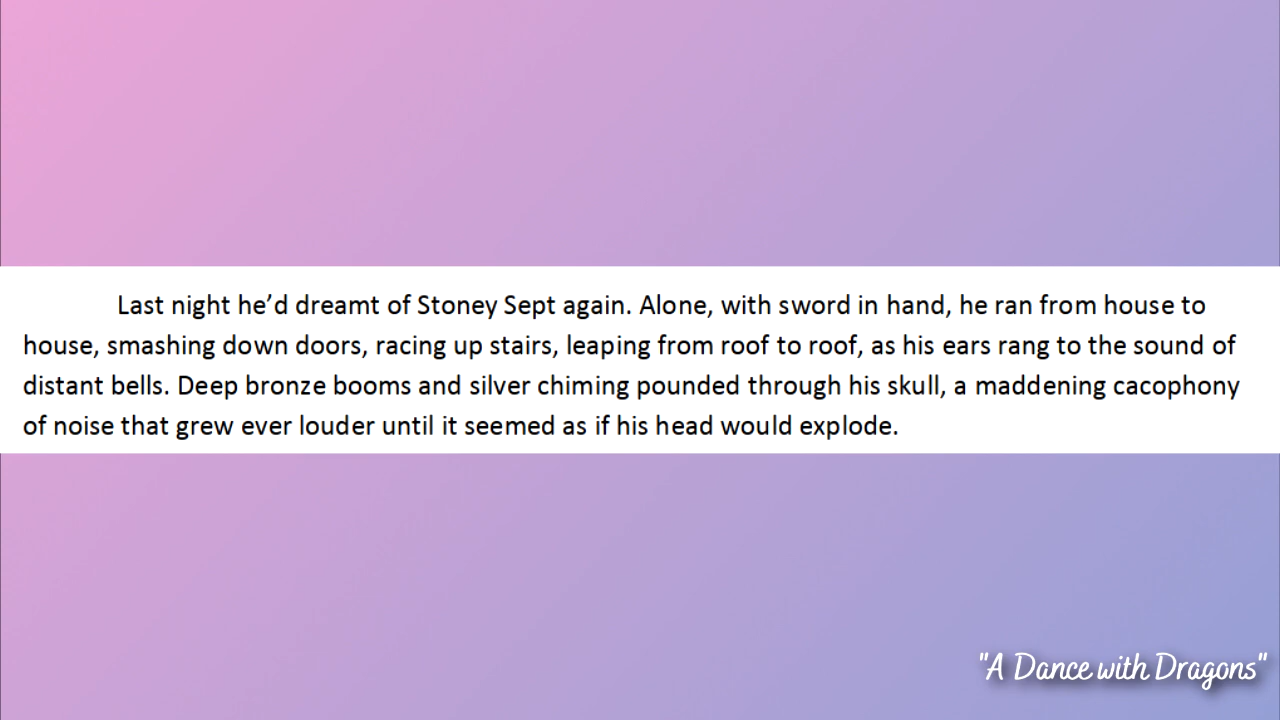 Last night he’d dreamt of Stoney Sept again. Alone, with sword in hand, he ran from house to
house, smashing down doors, racing up stairs, leaping from roof to roof, as his ears rang to the sound of
distant bells. Deep bronze booms and silver chiming pounded through his skull, a maddening cacophony
of noise that grew ever louder until it seemed as if his head would explode.
"A Dance with Dragons"